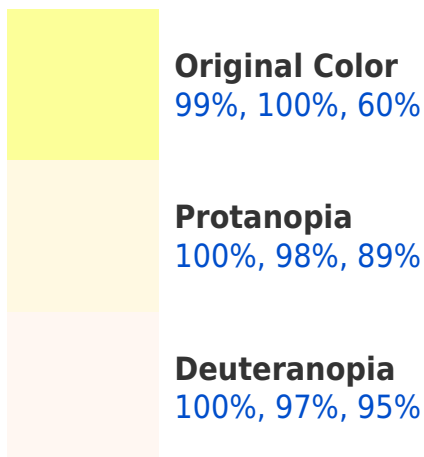 Original Color
99%, 100%, 60%
Protanopia
100%, 98%, 89%
Deuteranopia
100%, 97%, 95%